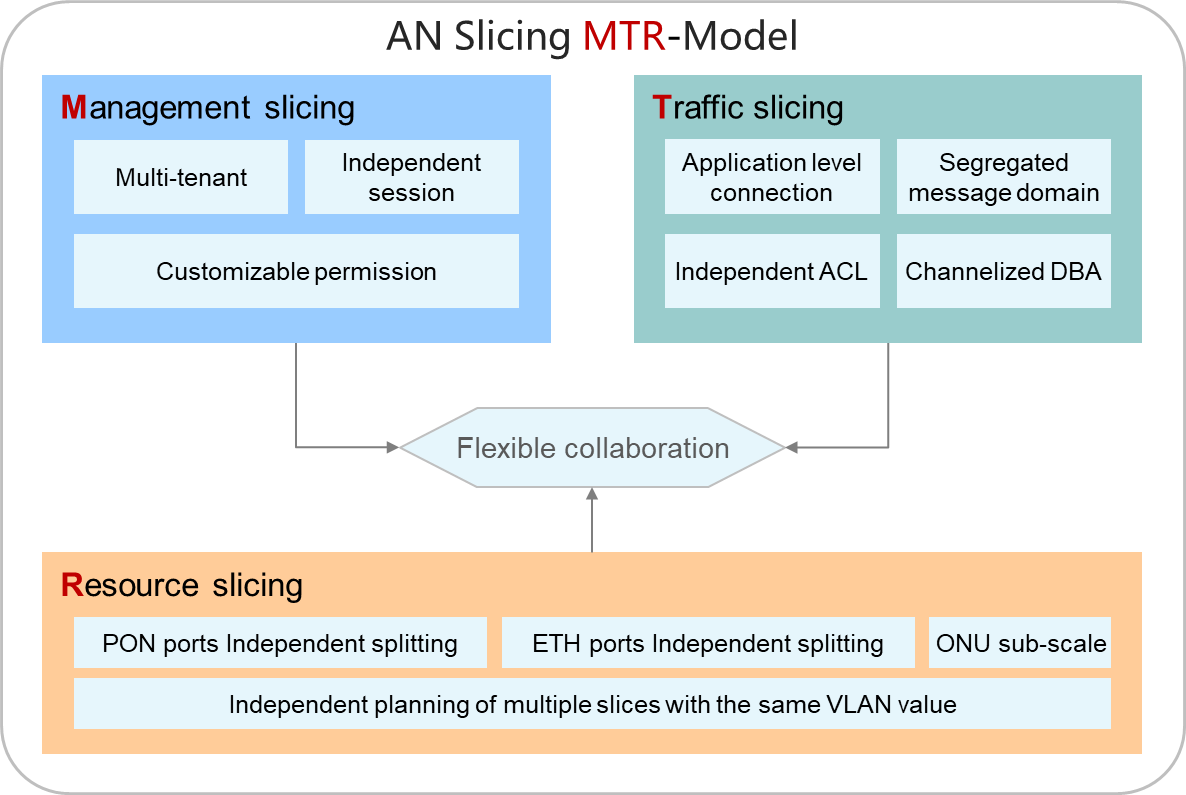 AN Slicing MTR-Model
Management slicing
Multi-tenant
Independent
session
Customizable permission
Traffic slicing
Application level
connection
Segregated
message domain
Independent ACL
Channelized DBA
Flexible collaboration
Resource slicing
PON ports Independent splitting
ETH ports Independent splitting
ONU sub-scale
Independent planning of multiple slices with the same VLAN value